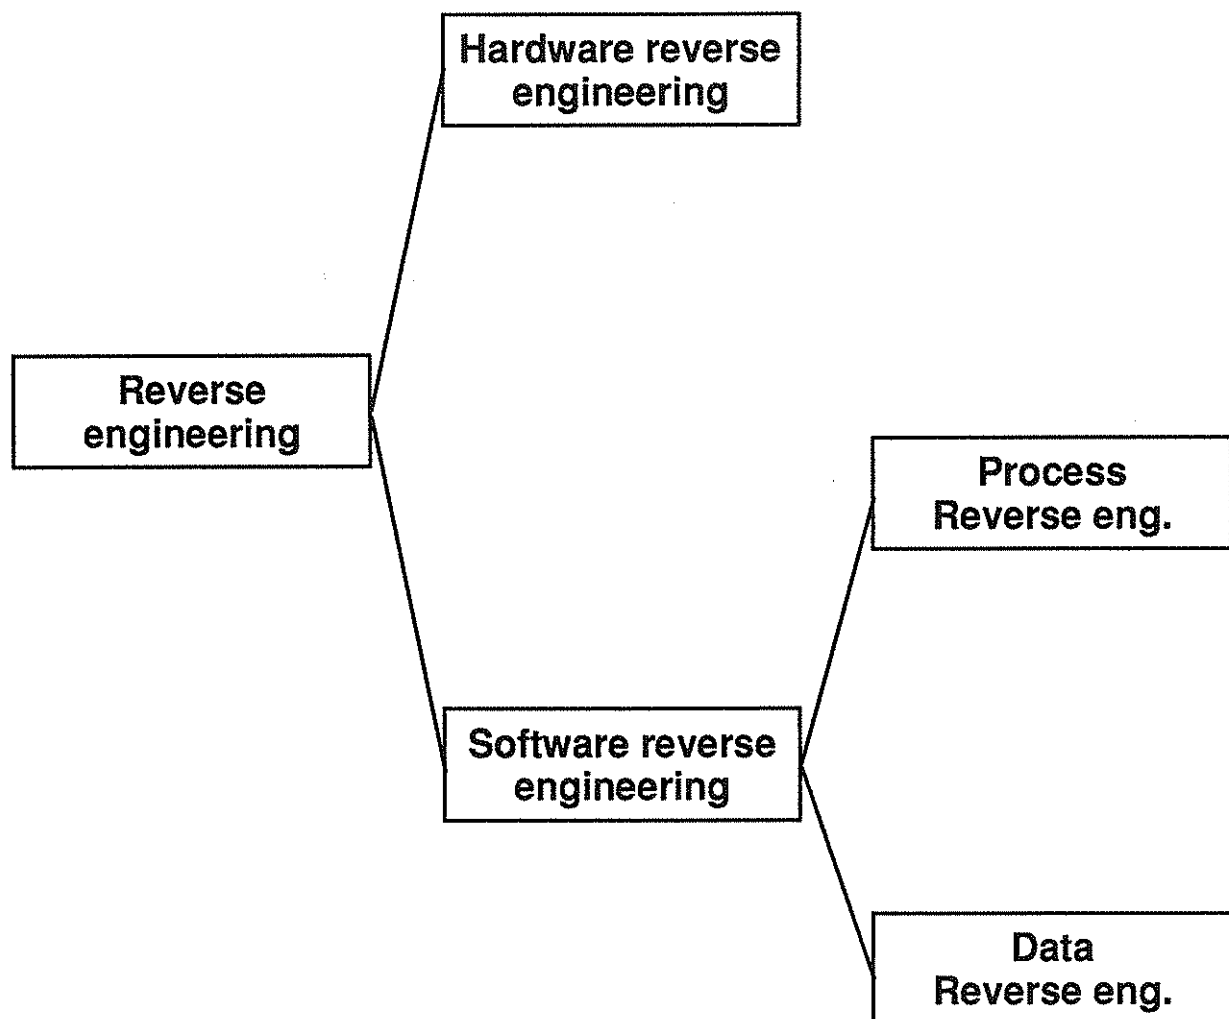 Hardware reverse
engineering
Reverse
engineering
Process
Reverse eng.
Software reverse
engineering
Data
Reverse eng.